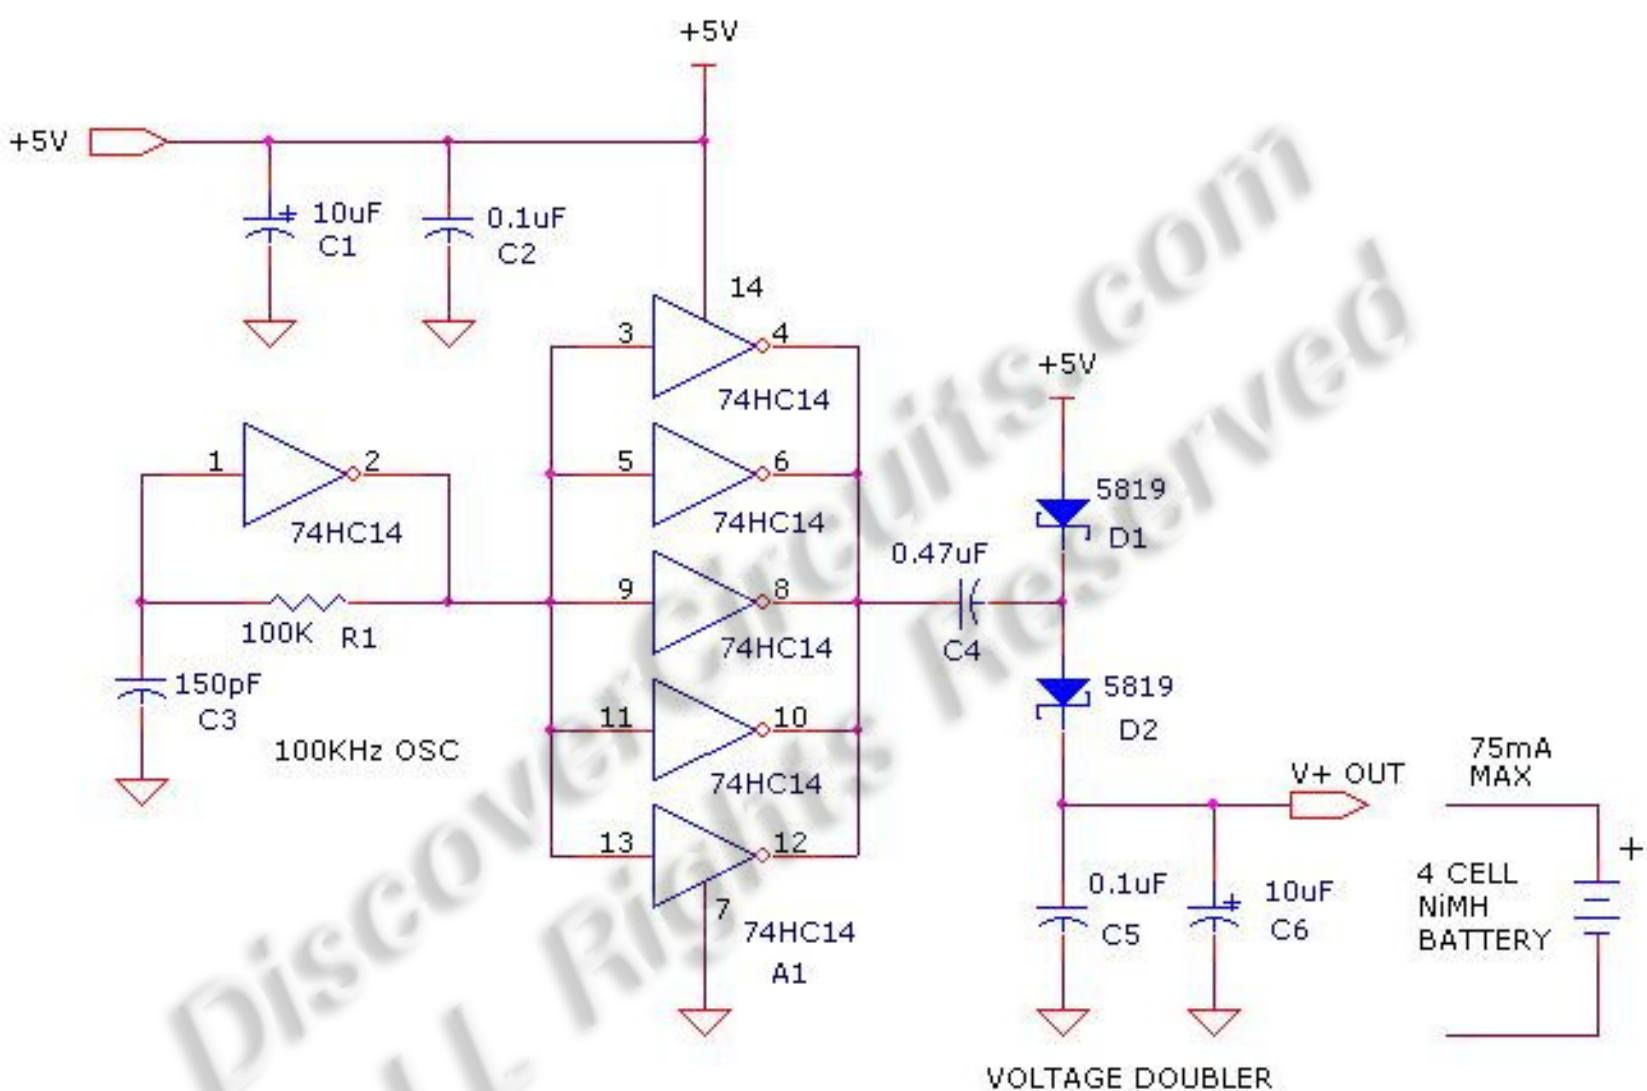 +5V
+5V
10uF
C1
0.1uF
C2
14
3
4
74HC14
+5V
1
2
74HC14
5
6
74HC14
5819
D1
0.47uF
C4
9
8
74HC14
100K
R1
150pF
C3
5819
D2
100KHz OSC
11
10
74HC14
75mA
MAX
V+ OUT
13
12
7
74HC14
A1
0.1uF
C5
10uF
C6
+
4 CELL
NiMH
BATTERY
VOLTAGE DOUBLER
DiscoverCircuits.com
ALL Rights Reserved